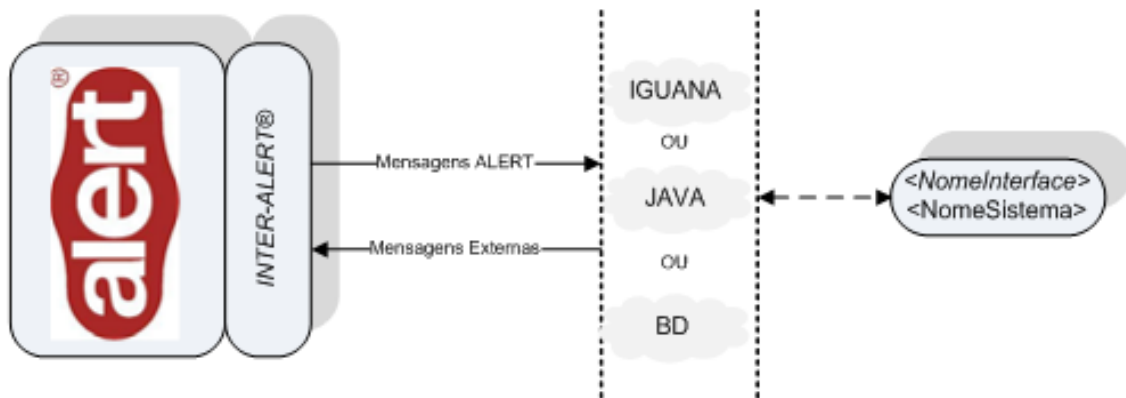 alert®
INTER-ALERT®
Mensagens ALERT
Mensagens Externas
IGUANA
OU
JAVA
OU
BD
<NomeInterface>
<NomeSistema>